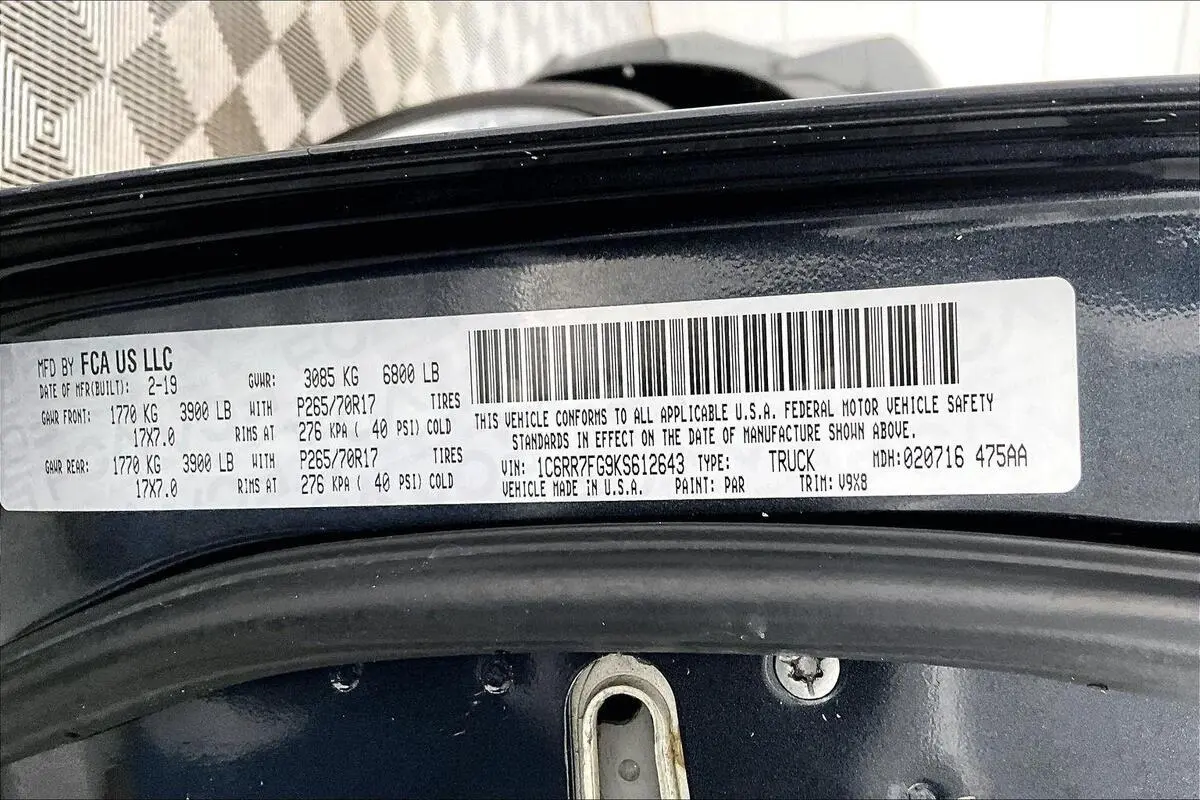 MFD BY FCA US LLC
DATE OF MFR(BUILT): 2-19 GVWR: 3085 KG 6800 LB
GAWR FRONT: 1770 KG 3900 LB WITH P265/70R17 TIRES
17X7.0 RIMS AT 276 KPA ( 40 PSI) COLD
GAWR REAR: 1770 KG 3900 LB WITH P265/70R17 TIRES
17X7.0 RIMS AT 276 KPA ( 40 PSI) COLD
THIS VEHICLE CONFORMS TO ALL APPLICABLE U.S.A. FEDERAL MOTOR VEHICLE SAFETY
STANDARDS IN EFFECT ON THE DATE OF MANUFACTURE SHOWN ABOVE.
VIN: 1C6RR7FG9KS612643 TYPE: TRUCK MDH:020716 475AA
VEHICLE MADE IN U.S.A. PAINT: PAR TRIM: V9X8